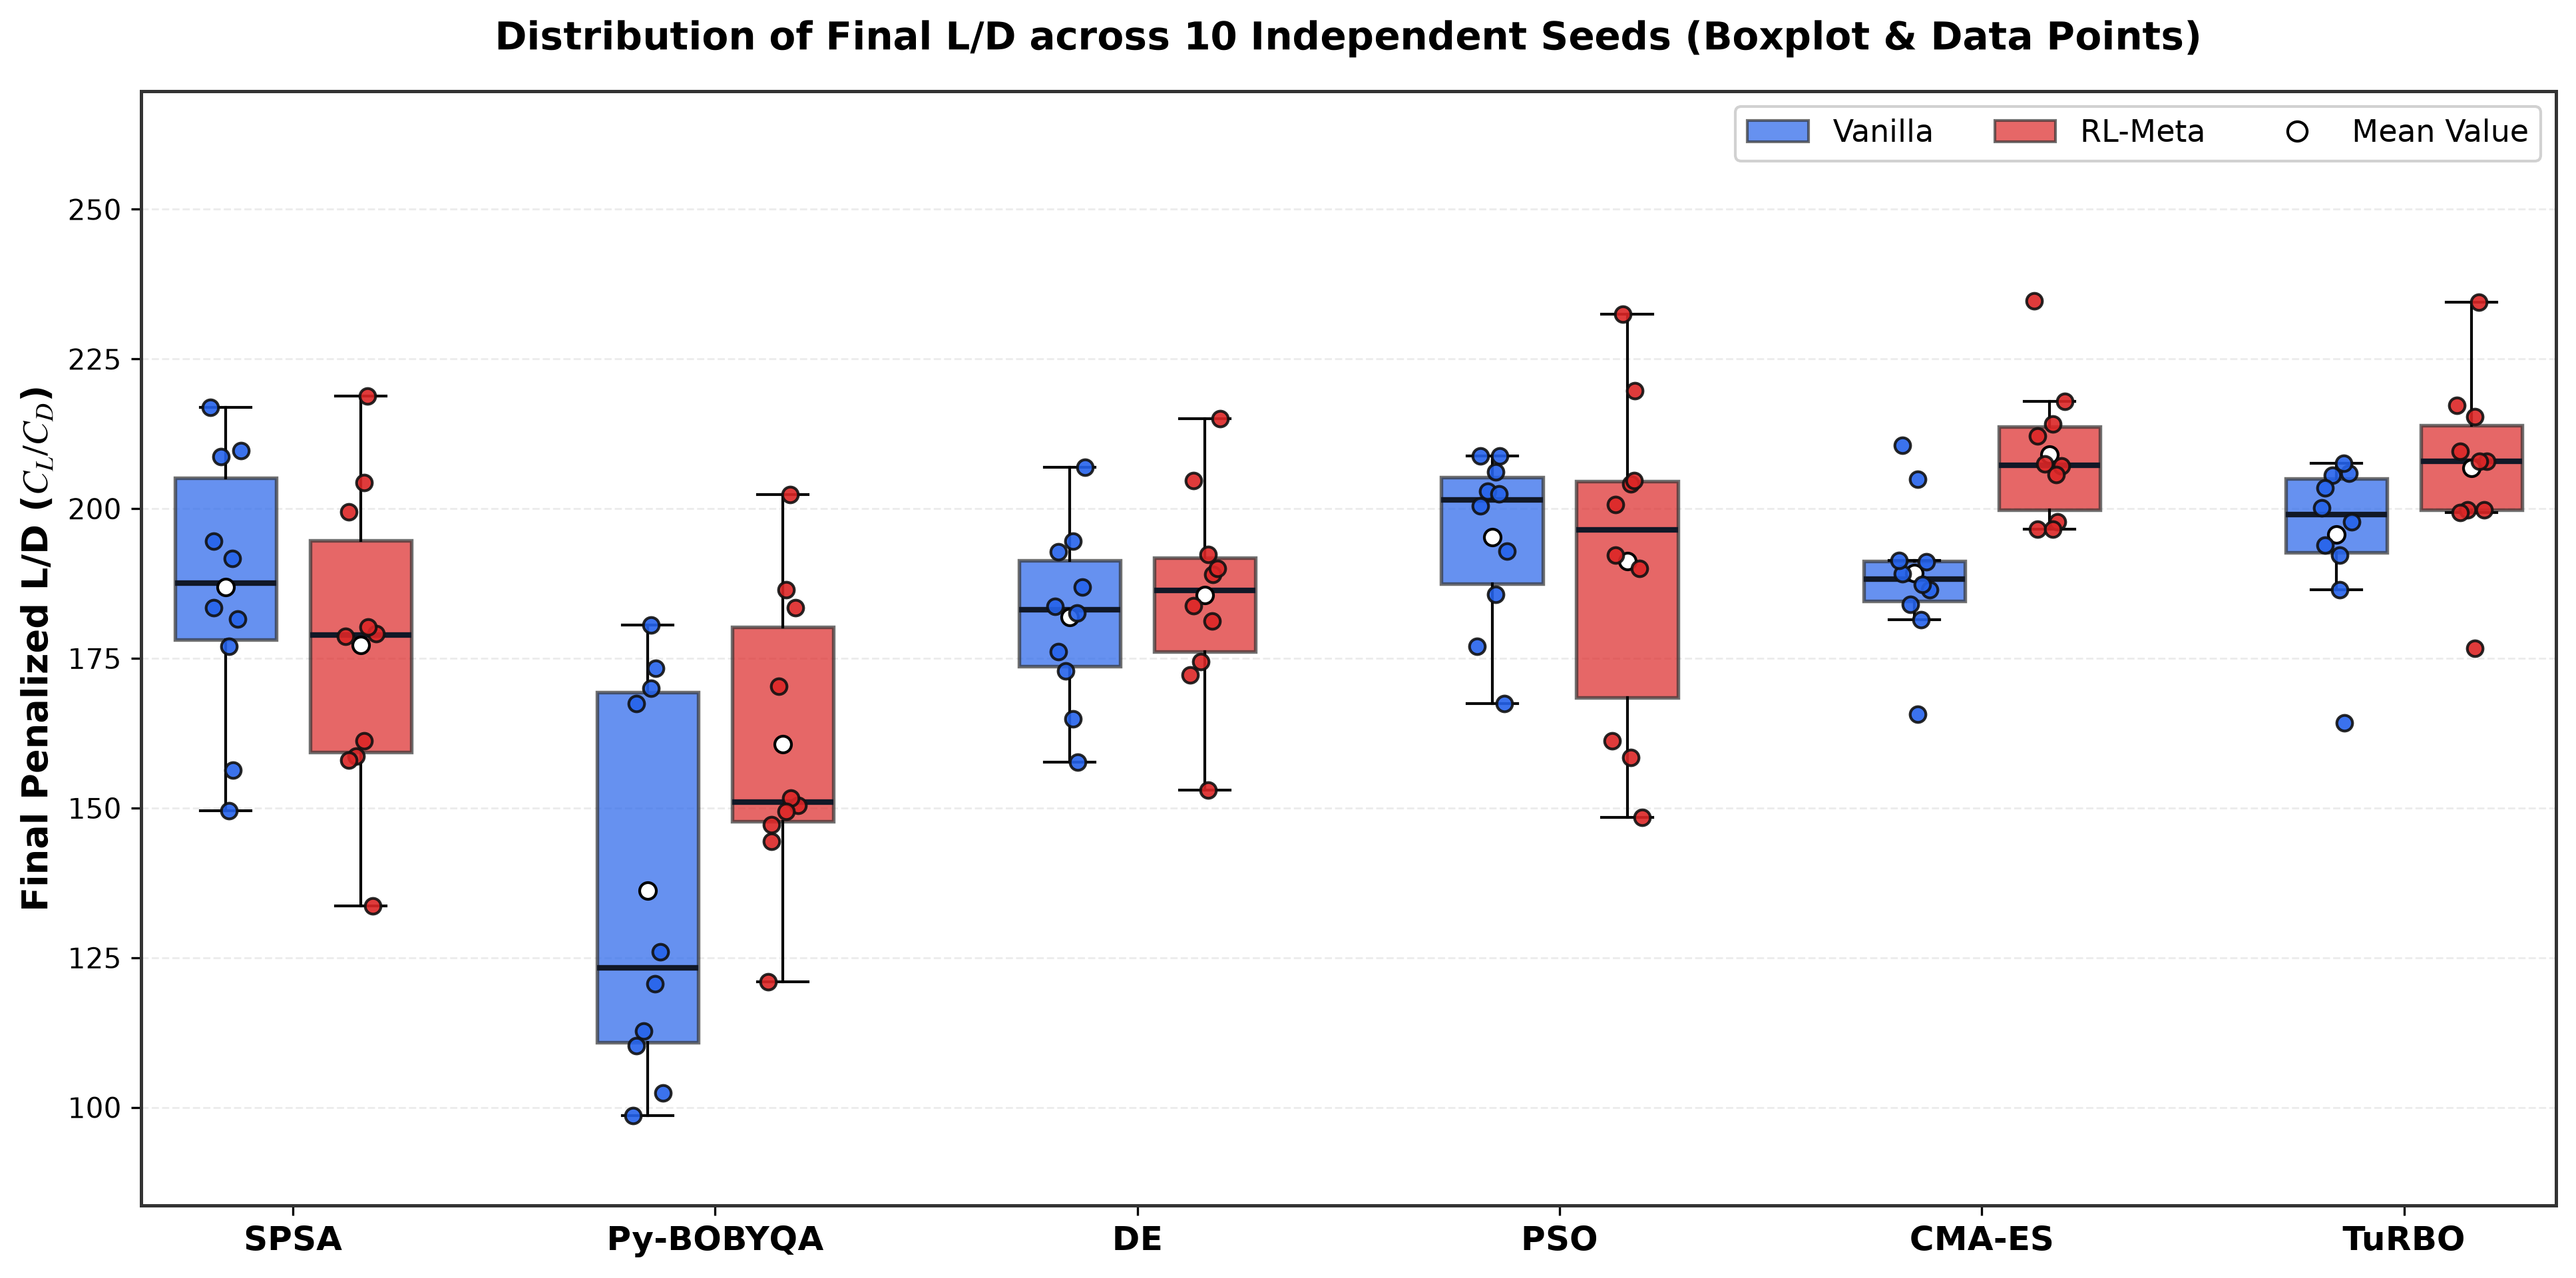 Distribution of Final L/D across 10 Independent Seeds (Boxplot & Data Points)
Vanilla
RL-Meta
Mean Value
Final Penalized L/D (C_L/C_D)
250
225
200
175
150
125
100
SPSA
Py-BOBYQA
DE
PSO
CMA-ES
TuRBO